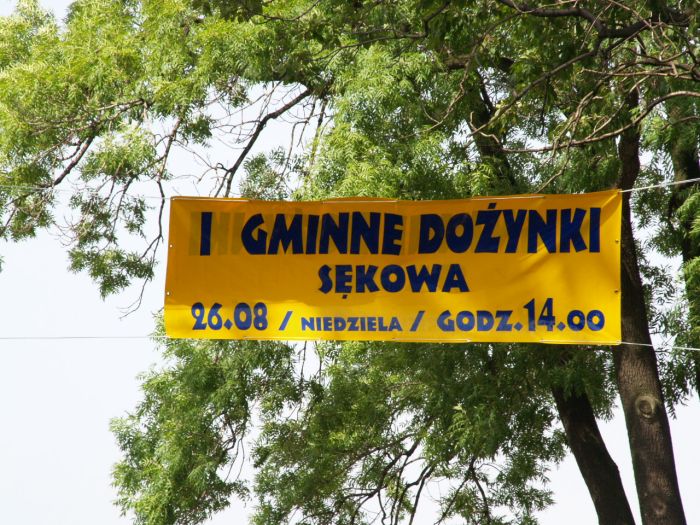 I GMINNE DOŻYNKI
SĘKOWA
26.08 / NIEDZIELA / GODZ.14.00